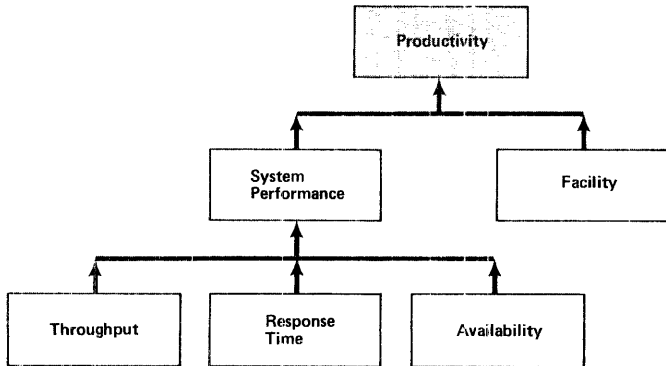 Productivity
System
Performance
Facility
Throughput
Response
Time
Availability